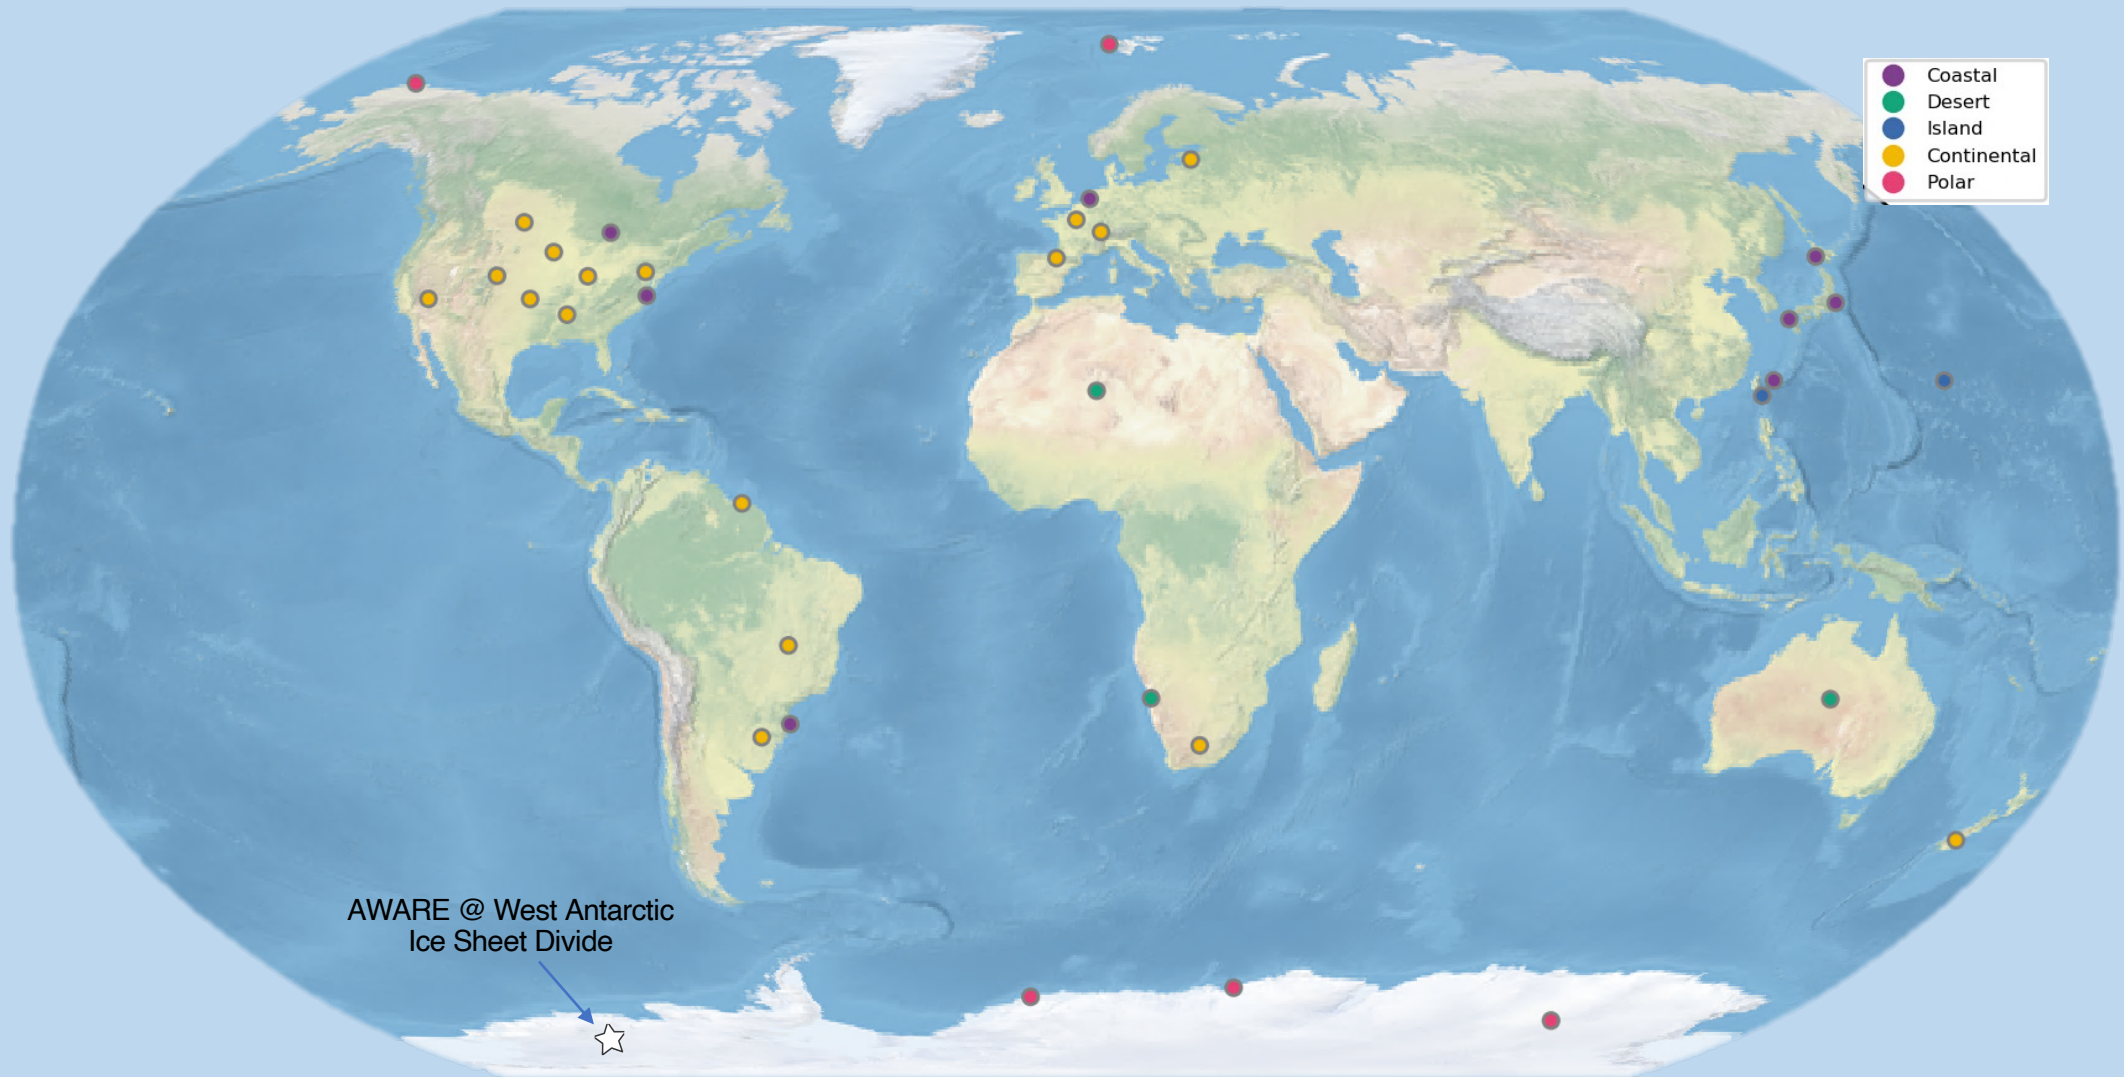 Coastal
Desert
Island
Continental
Polar
AWARE @ West Antarctic
Ice Sheet Divide